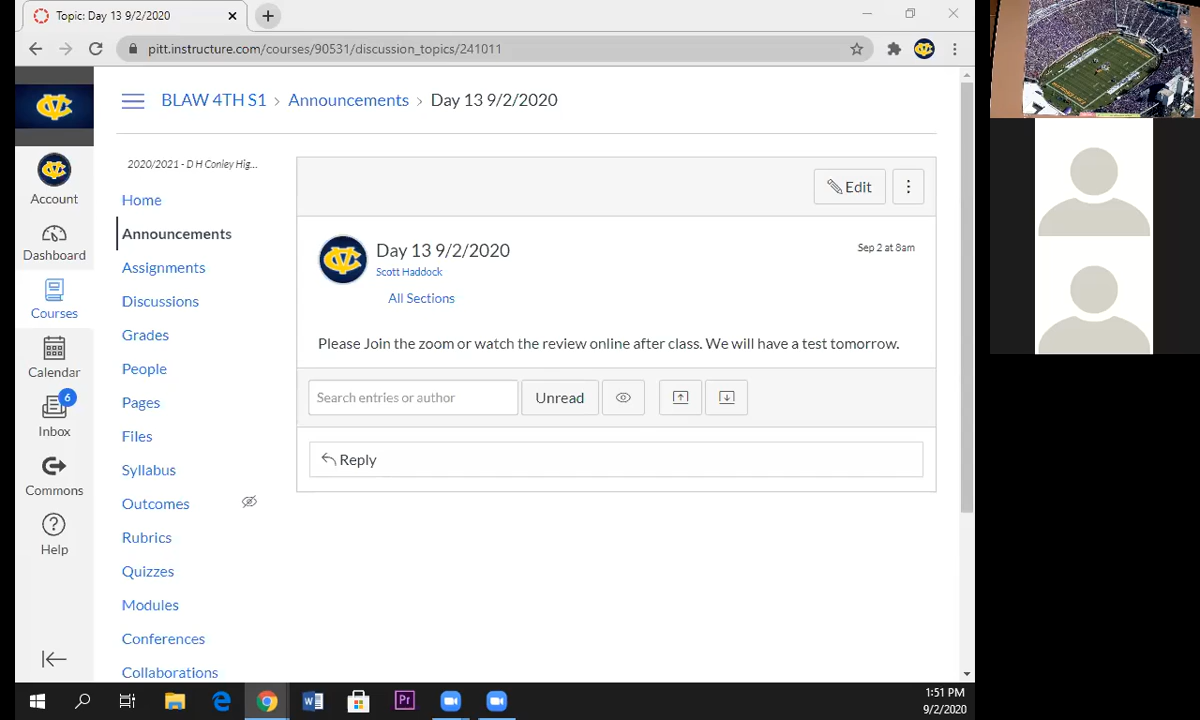 Topic: Day 13 9/2/2020
pitt.instructure.com/courses/90531/discussion_topics/241011
BLAW 4TH S1 › Announcements › Day 13 9/2/2020
Account
Dashboard
Courses
Calendar
6
Inbox
Commons
Help
2020/2021 - D H Conley Hig...
Home
Announcements
Assignments
Discussions
Grades
People
Pages
Files
Syllabus
Outcomes
Rubrics
Quizzes
Modules
Conferences
Collaborations
Edit
Day 13 9/2/2020
Sep 2 at 8am
Scott Haddock
All Sections
Please Join the zoom or watch the review online after class. We will have a test tomorrow.
Search entries or author
Unread
Reply
Pr
1:51 PM
9/2/2020